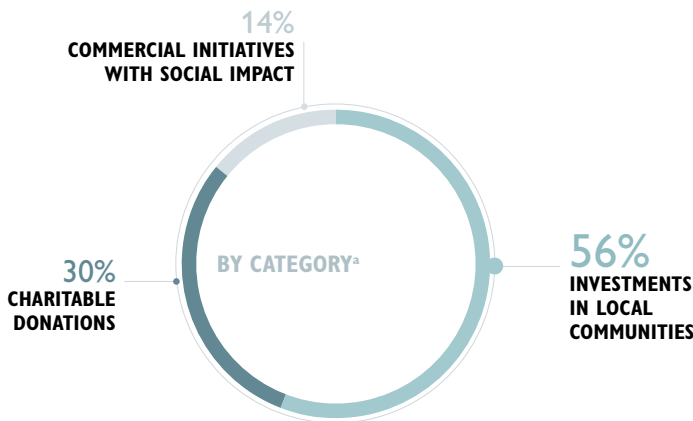 14%
COMMERCIAL INITIATIVES
WITH SOCIAL IMPACT
BY CATEGORYª
56%
INVESTMENTS
IN LOCAL
COMMUNITIES
30%
CHARITABLE
DONATIONS